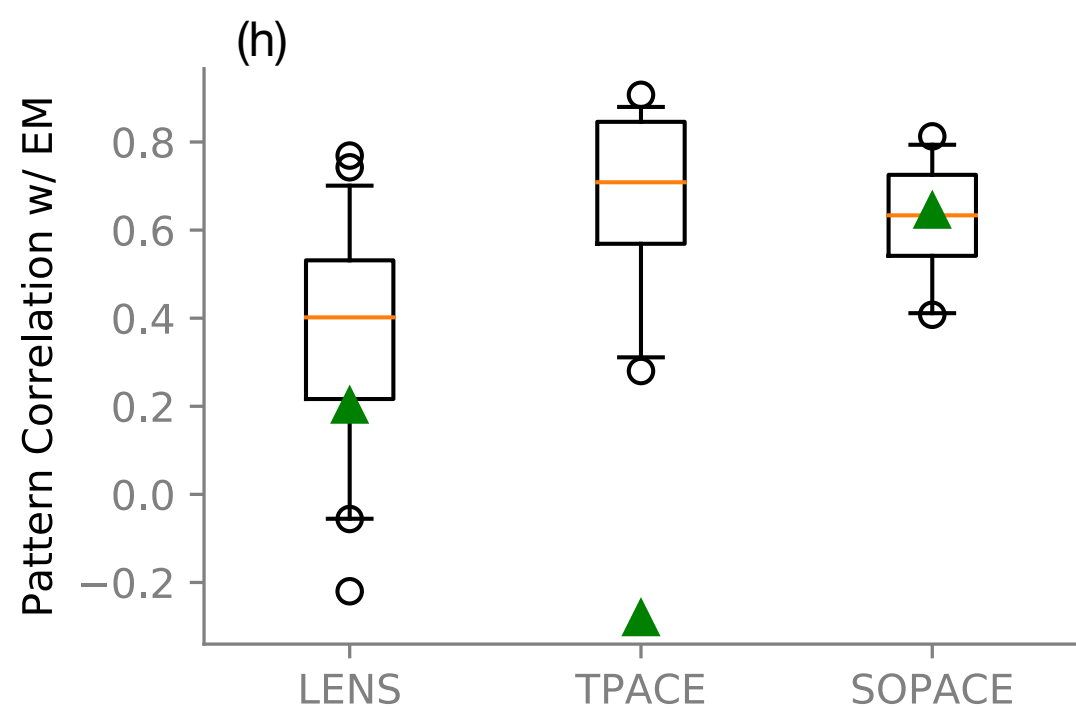 (h)
Pattern Correlation w/ EM
0.8
0.6
0.4
0.2
0.0
−0.2
LENS TPACE SOPACE